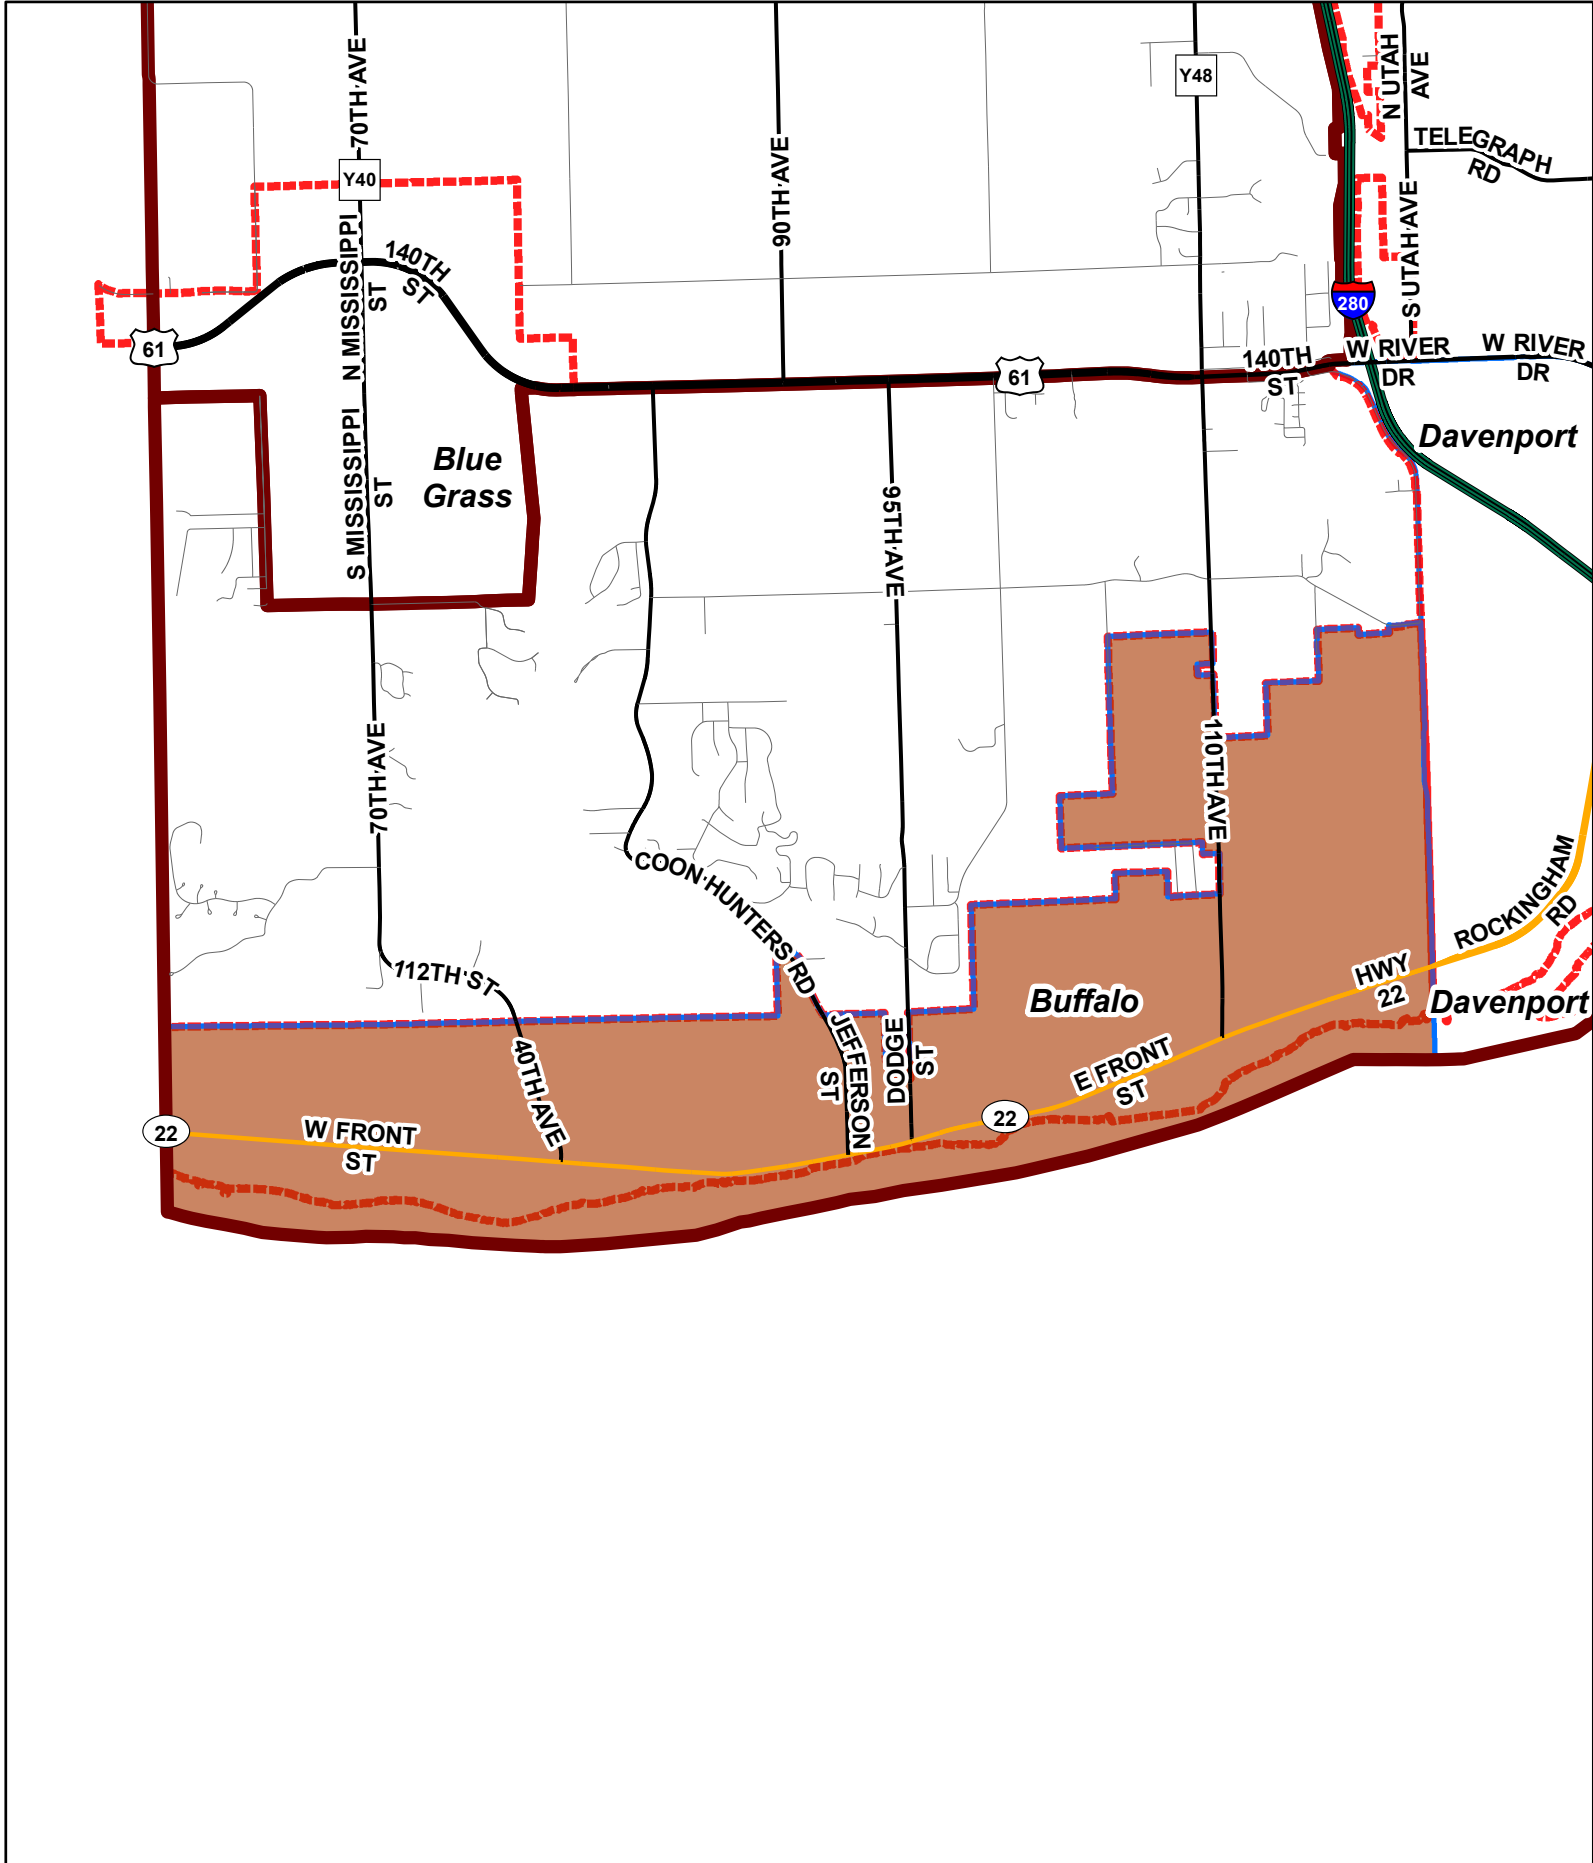 70TH AVE
Y40
N MISSISSIPPI
ST
140TH
ST
61
S MISSISSIPPI
ST
Blue
Grass
90TH AVE
Y48
N UTAH
AVE
TELEGRAPH
RD
S UTAH AVE
280
61
140TH
ST
W RIVER
DR
W RIVER
DR
Davenport
95TH AVE
70TH AVE
110TH AVE
COON HUNTERS RD
112TH ST
40TH AVE
JEFFERSON
ST
DODGE
ST
Buffalo
ROCKINGHAM
RD
HWY
22
Davenport
E FRONT
ST
22
22
W FRONT
ST